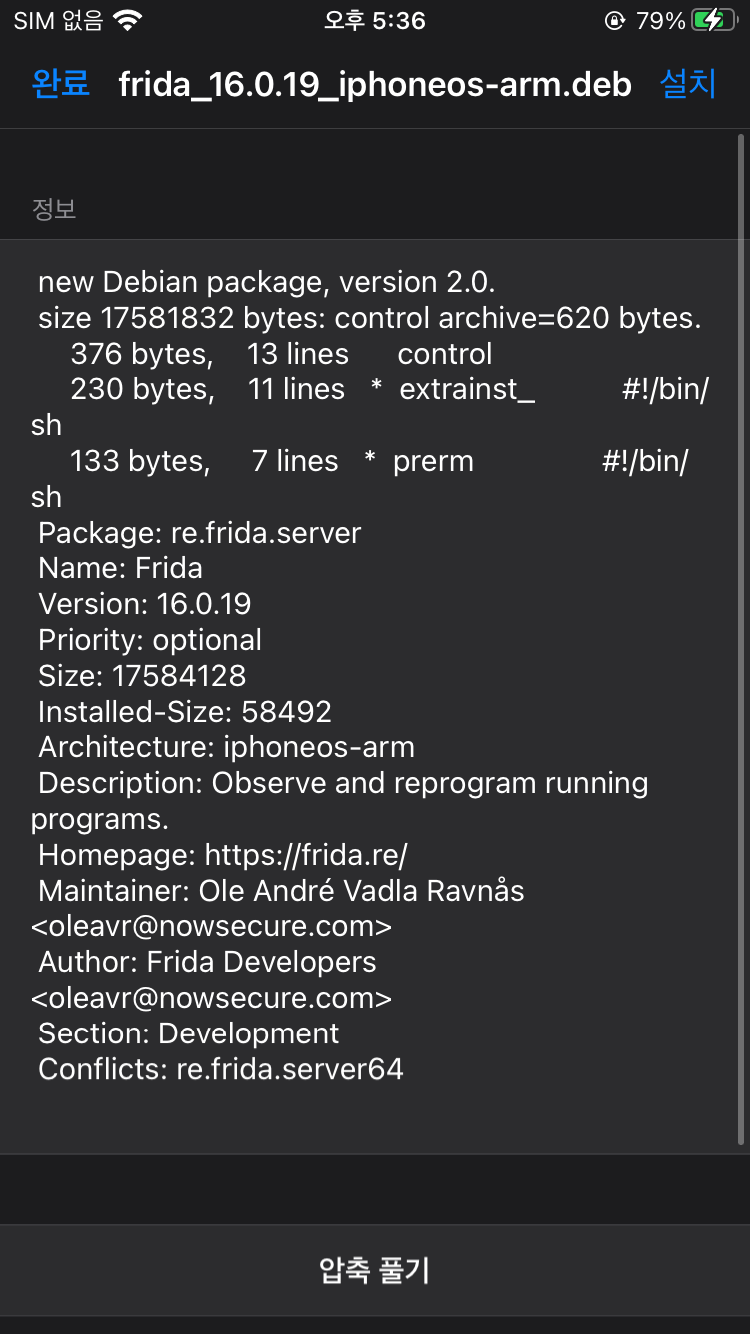 SIM 없음 오후 5:36 79%
완료 frida_16.0.19_iphoneos-arm.deb 설치
정보
new Debian package, version 2.0.
size 17581832 bytes: control archive=620 bytes.
376 bytes, 13 lines control
230 bytes, 11 lines * extrainst_ #!/bin/
sh
133 bytes, 7 lines * prerm #!/bin/
sh
Package: re.frida.server
Name: Frida
Version: 16.0.19
Priority: optional
Size: 17584128
Installed-Size: 58492
Architecture: iphoneos-arm
Description: Observe and reprogram running
programs.
Homepage: https://frida.re/
Maintainer: Ole André Vadla Ravnås
<oleavr@nowsecure.com>
Author: Frida Developers
<oleavr@nowsecure.com>
Section: Development
Conflicts: re.frida.server64
압축 풀기